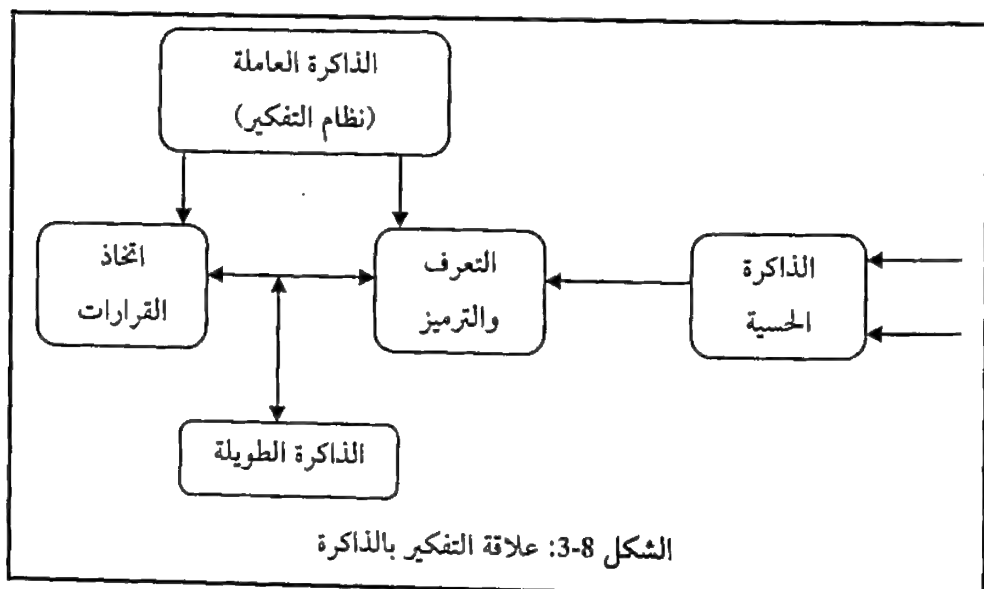 الذاكرة العاملة
(نظام التفكير)
الذاكرة
الحسية
التعرف
والترميز
اتخاذ
القرارات
الذاكرة الطويلة
الشكل 8-3: علاقة التفكير بالذاكرة